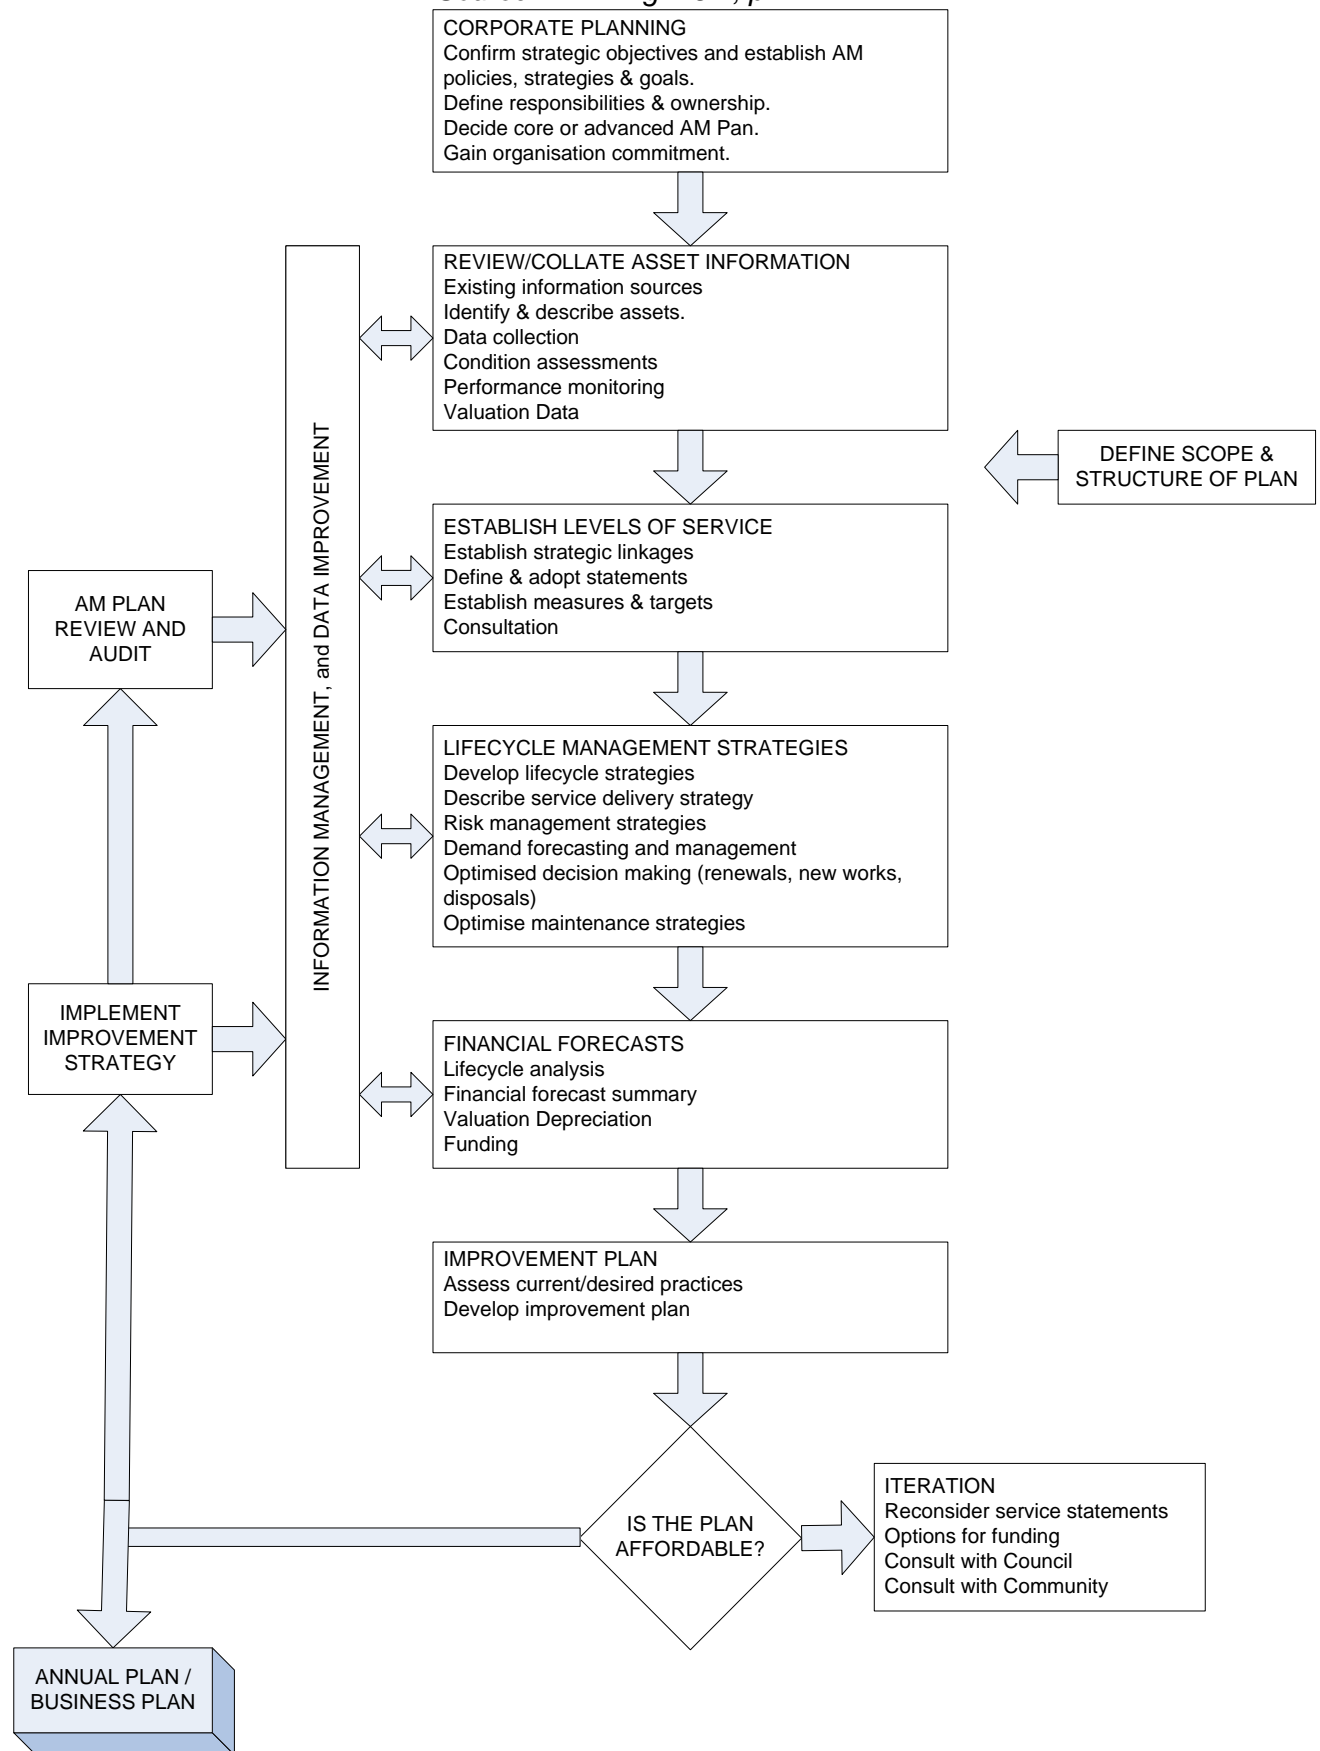 CORPORATE PLANNING
Confirm strategic objectives and establish AM
policies, strategies & goals.
Define responsibilities & ownership.
Decide core or advanced AM Pan.
Gain organisation commitment.
REVIEW/COLLATE ASSET INFORMATION
Existing information sources
Identify & describe assets.
Data collection
Condition assessments
Performance monitoring
Valuation Data
DEFINE SCOPE &
STRUCTURE OF PLAN
INFORMATION MANAGEMENT, and DATA IMPROVEMENT
ESTABLISH LEVELS OF SERVICE
Establish strategic linkages
Define & adopt statements
Establish measures & targets
Consultation
AM PLAN
REVIEW AND
AUDIT
LIFECYCLE MANAGEMENT STRATEGIES
Develop lifecycle strategies
Describe service delivery strategy
Risk management strategies
Demand forecasting and management
Optimised decision making (renewals, new works,
disposals)
Optimise maintenance strategies
IMPLEMENT
IMPROVEMENT
STRATEGY
FINANCIAL FORECASTS
Lifecycle analysis
Financial forecast summary
Valuation Depreciation
Funding
IMPROVEMENT PLAN
Assess current/desired practices
Develop improvement plan
IS THE PLAN
AFFORDABLE?
ITERATION
Reconsider service statements
Options for funding
Consult with Council
Consult with Community
ANNUAL PLAN /
BUSINESS PLAN